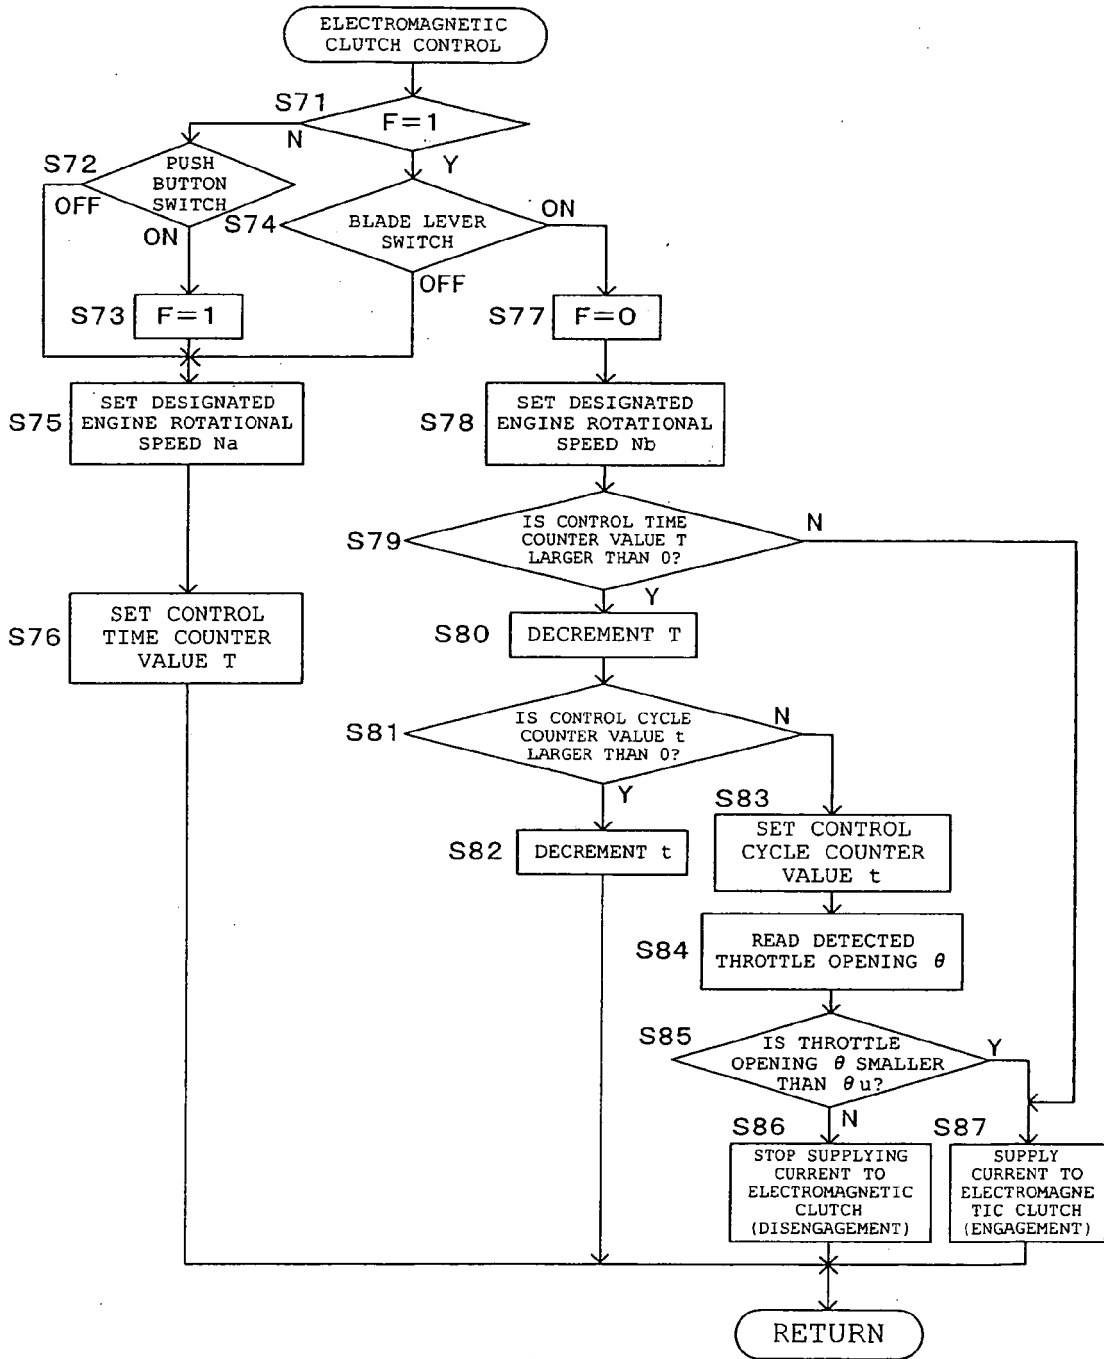 ELECTROMAGNETIC
CLUTCH CONTROL
S71
F=1
N
Y
S72
PUSH
BUTTON
SWITCH
OFF
ON
S74
BLADE LEVER
SWITCH
ON
OFF
S73
F=1
S77
F=0
S75
SET DESIGNATED
ENGINE ROTATIONAL
SPEED Na
S78
SET DESIGNATED
ENGINE ROTATIONAL
SPEED Nb
S79
IS CONTROL TIME
COUNTER VALUE T
LARGER THAN 0?
N
Y
S76
SET CONTROL
TIME COUNTER
VALUE T
S80
DECREMENT T
S81
IS CONTROL CYCLE
COUNTER VALUE t
LARGER THAN 0?
N
Y
S82
DECREMENT t
S83
SET CONTROL
CYCLE COUNTER
VALUE t
S84
READ DETECTED
THROTTLE OPENING θ
S85
IS THROTTLE
OPENING θ SMALLER
THAN θu?
Y
N
S86
STOP SUPPLYING
CURRENT TO
ELECTROMAGNETIC
CLUTCH
(DISENGAGEMENT)
S87
SUPPLY
CURRENT TO
ELECTROMAGNE
TIC CLUTCH
(ENGAGEMENT)
RETURN